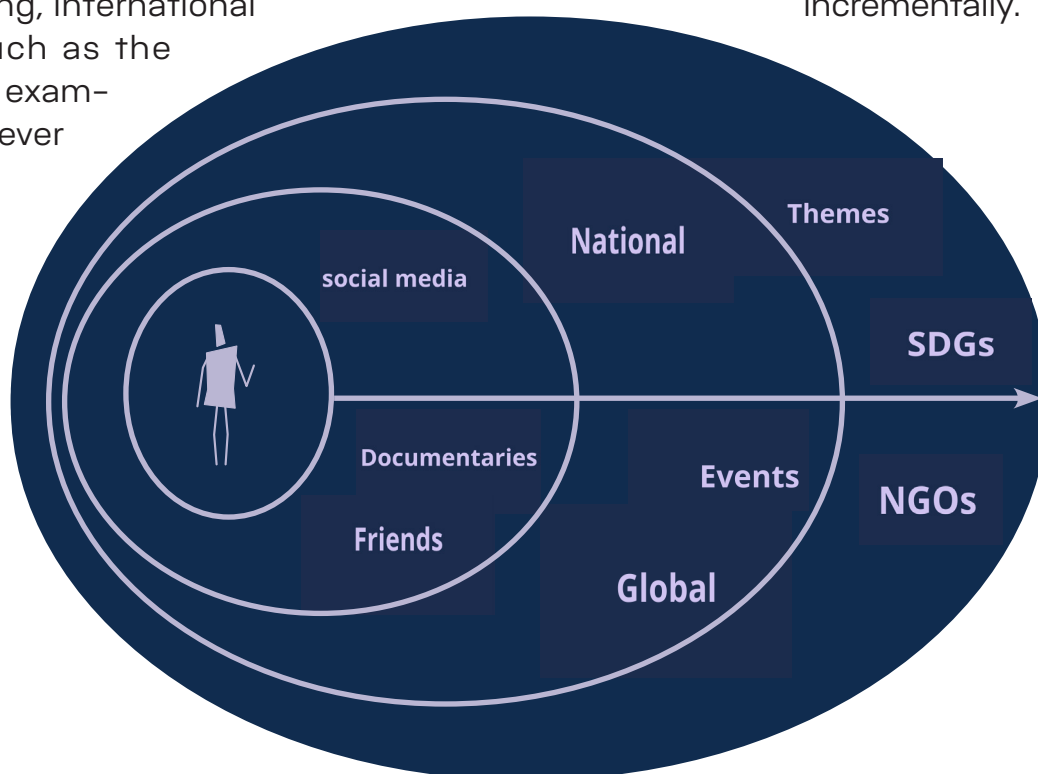 ng, international
uch as the
exam-
ever
incrementally.
Themes
National
social media
SDGs
Documentaries
Events
NGOs
Friends
Global